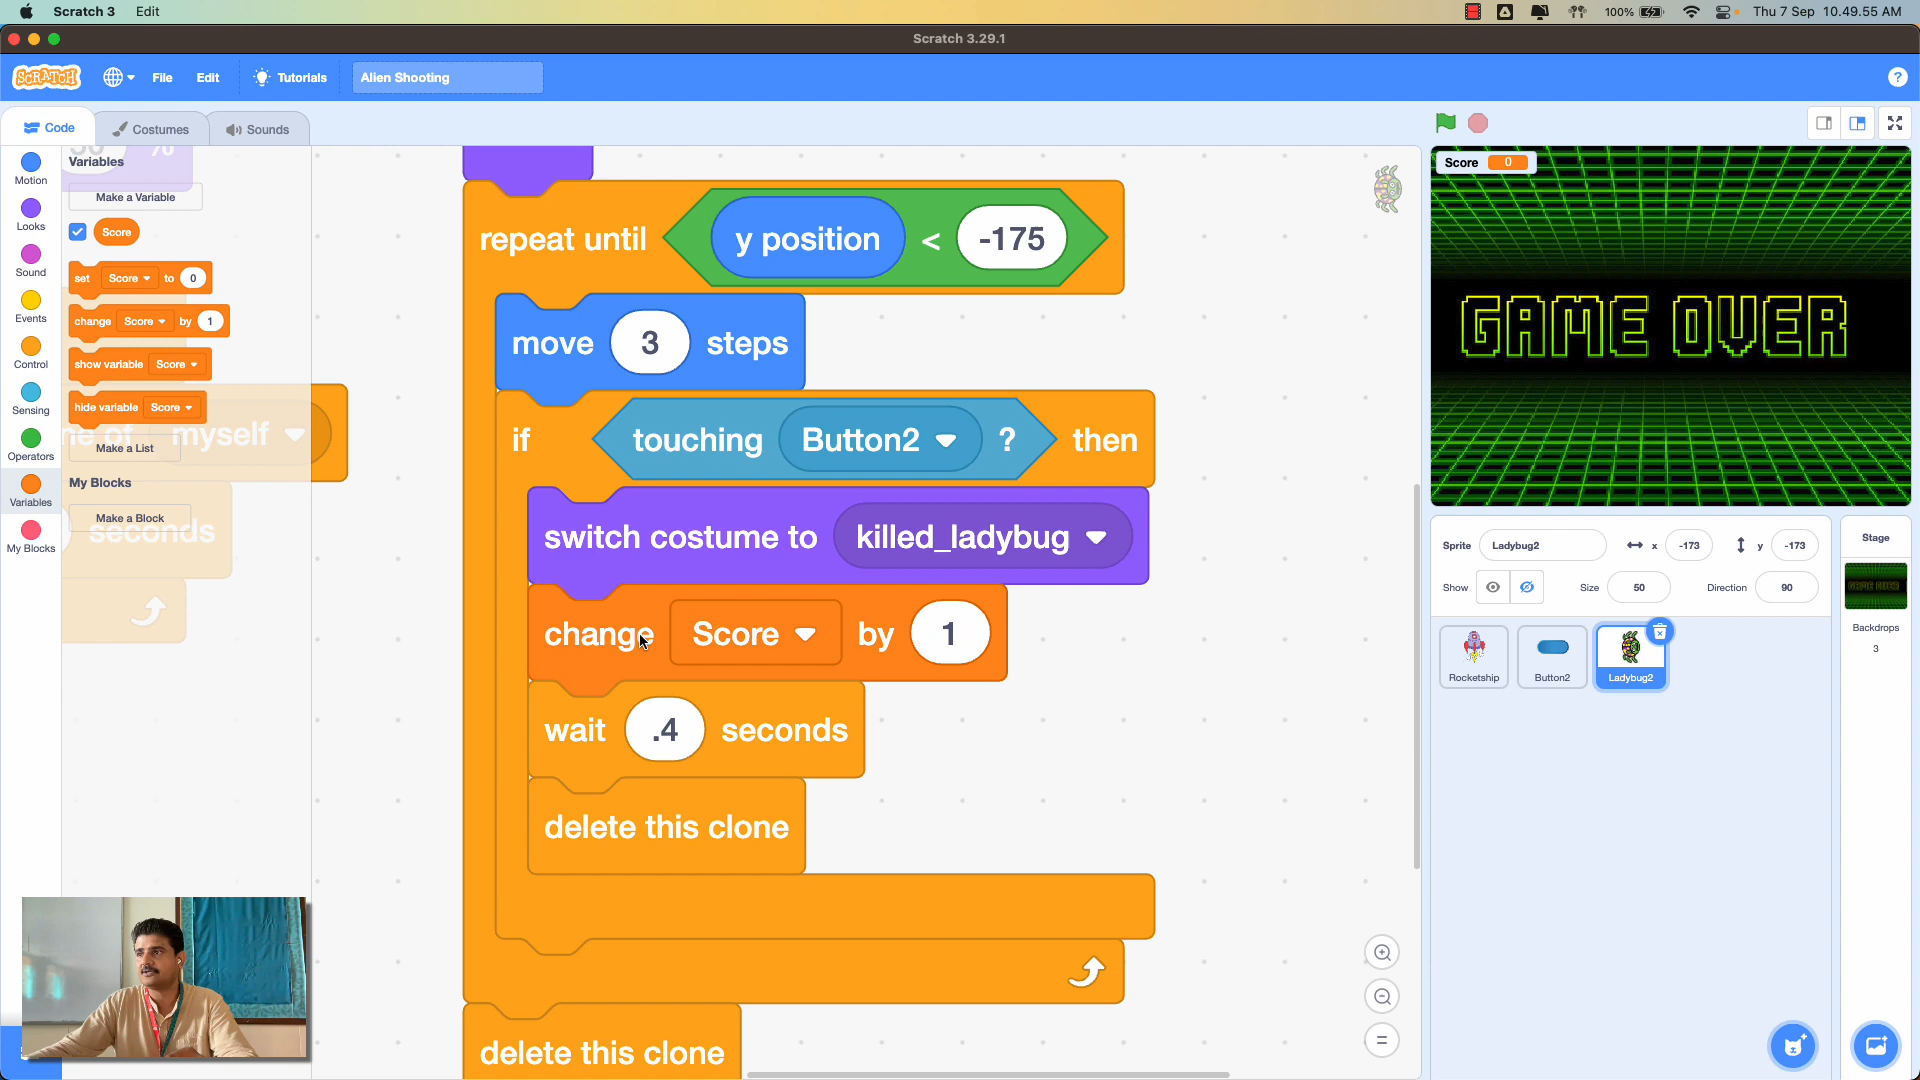 Scratch 3 Edit
100% Thu 7 Sep 10.49.55 AM
Scratch 3.29.1
SCRATCH File Edit Tutorials Alien Shooting ?
Code Costumes Sounds
Motion
Looks
Sound
Events
Control
Sensing
Operators
Variables
My Blocks
Variables
Make a Variable
Score
set Score to 0
change Score by 1
show variable Score
hide variable Score
myself
Make a List
My Blocks
Make a Block
seconds
repeat until y position < -175
move 3 steps
if touching Button2 ? then
switch costume to killed_ladybug
change Score by 1
wait .4 seconds
delete this clone
delete this clone
Score 0
GAME OVER
Sprite Ladybug2 x -173 y -173
Show Size 50 Direction 90
Rocketship Button2 Ladybug2
Stage
GAME OVER
Backdrops
3